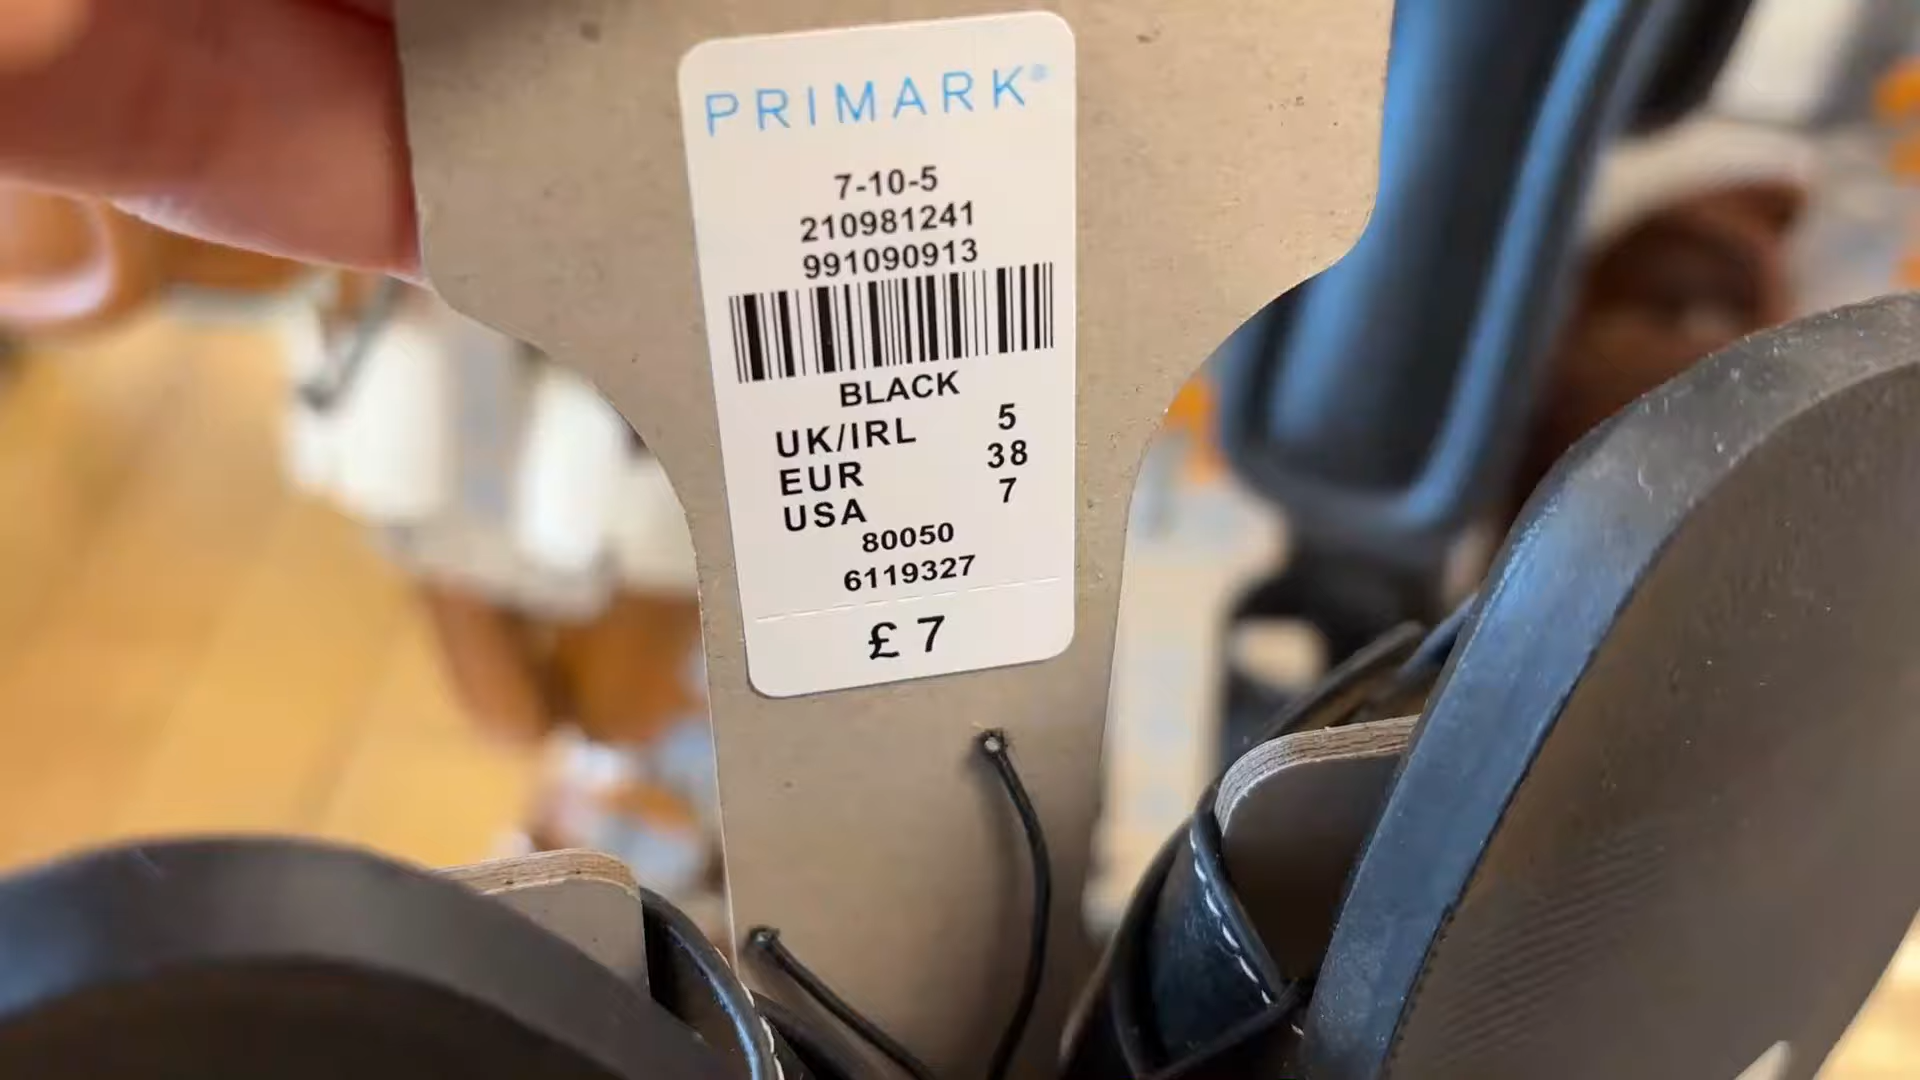 PRIMARK®
7-10-5
210981241
991090913
BLACK
UK/IRL 5
EUR 38
USA 7
80050
6119327
£7